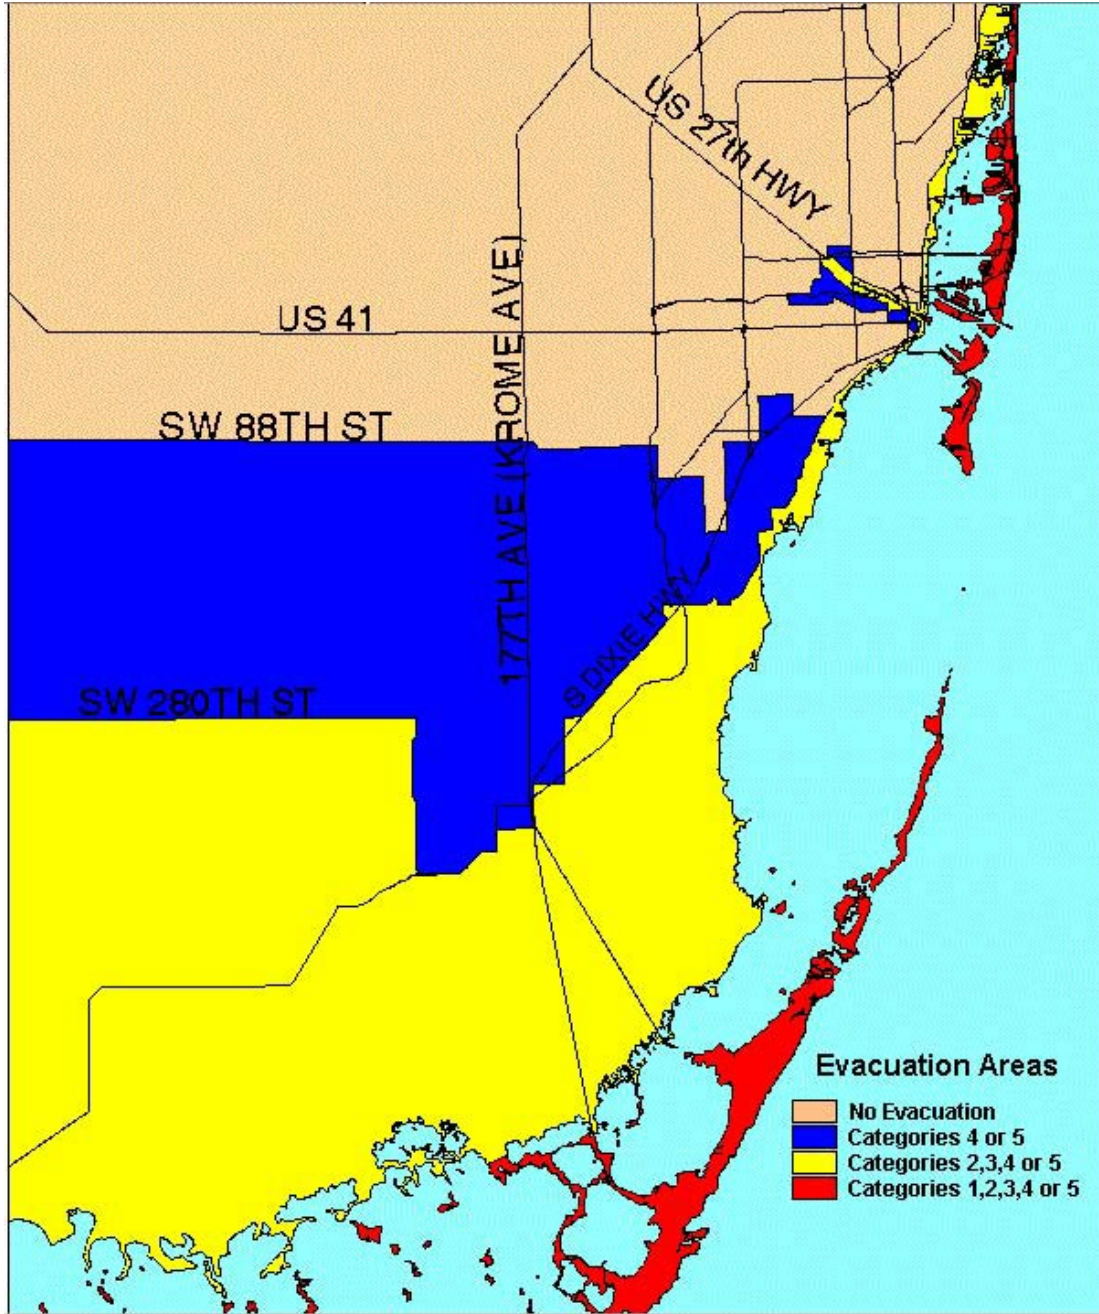 US 27th HWY
177TH AVE (KROME AVE)
US 41
SW 88TH ST
S DIXIE HWY
SW 280TH ST
Evacuation Areas
No Evacuation
Categories 4 or 5
Categories 2,3,4 or 5
Categories 1,2,3,4 or 5